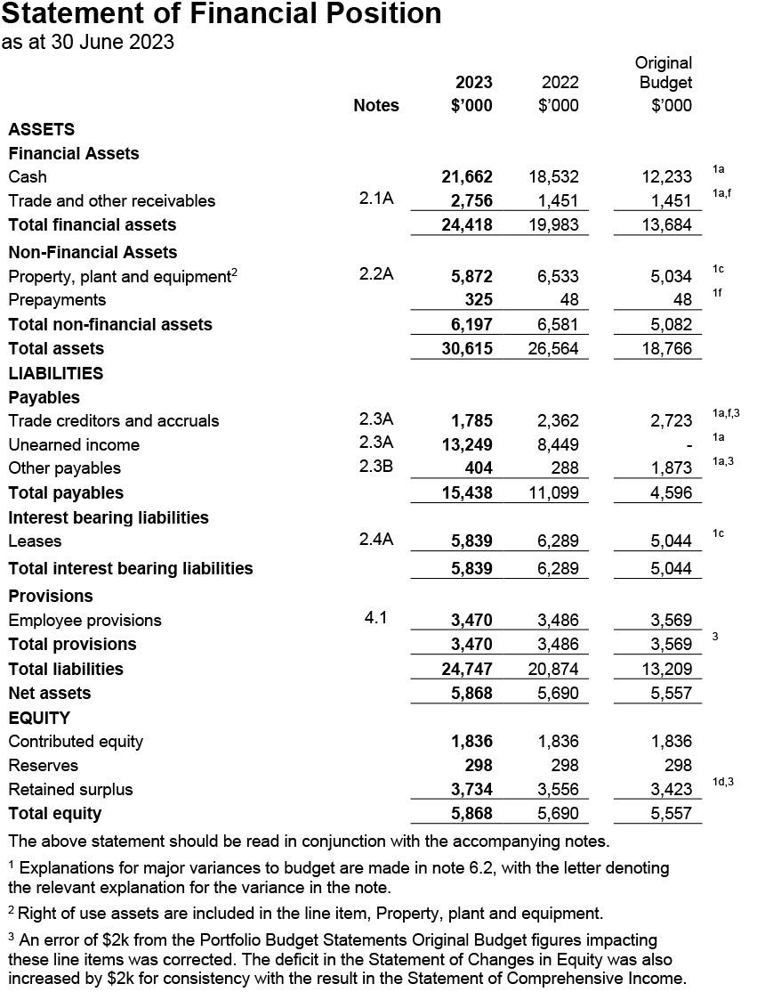 Statement of Financial Position
as at 30 June 2023
Original
2023 2022 Budget
Notes $’000 $’000 $’000
ASSETS
Financial Assets
Cash 21,662 18,532 12,233 1a
Trade and other receivables 2.1A 2,756 1,451 1,451 1a,f
Total financial assets 24,418 19,983 13,684
Non-Financial Assets
Property, plant and equipment2 2.2A 5,872 6,533 5,034 1c
Prepayments 325 48 48 1f
Total non-financial assets 6,197 6,581 5,082
Total assets 30,615 26,564 18,766
LIABILITIES
Payables
Trade creditors and accruals 2.3A 1,785 2,362 2,723 1a,f,3
Unearned income 2.3A 13,249 8,449 - 1a
Other payables 2.3B 404 288 1,873 1a,3
Total payables 15,438 11,099 4,596
Interest bearing liabilities
Leases 2.4A 5,839 6,289 5,044 1c
Total interest bearing liabilities 5,839 6,289 5,044
Provisions
Employee provisions 4.1 3,470 3,486 3,569
Total provisions 3,470 3,486 3,569 3
Total liabilities 24,747 20,874 13,209
Net assets 5,868 5,690 5,557
EQUITY
Contributed equity 1,836 1,836 1,836
Reserves 298 298 298
Retained surplus 3,734 3,556 3,423 1d,3
Total equity 5,868 5,690 5,557
The above statement should be read in conjunction with the accompanying notes.
1 Explanations for major variances to budget are made in note 6.2, with the letter denoting
the relevant explanation for the variance in the note.
2 Right of use assets are included in the line item, Property, plant and equipment.
3 An error of $2k from the Portfolio Budget Statements Original Budget figures impacting
these line items was corrected. The deficit in the Statement of Changes in Equity was also
increased by $2k for consistency with the result in the Statement of Comprehensive Income.